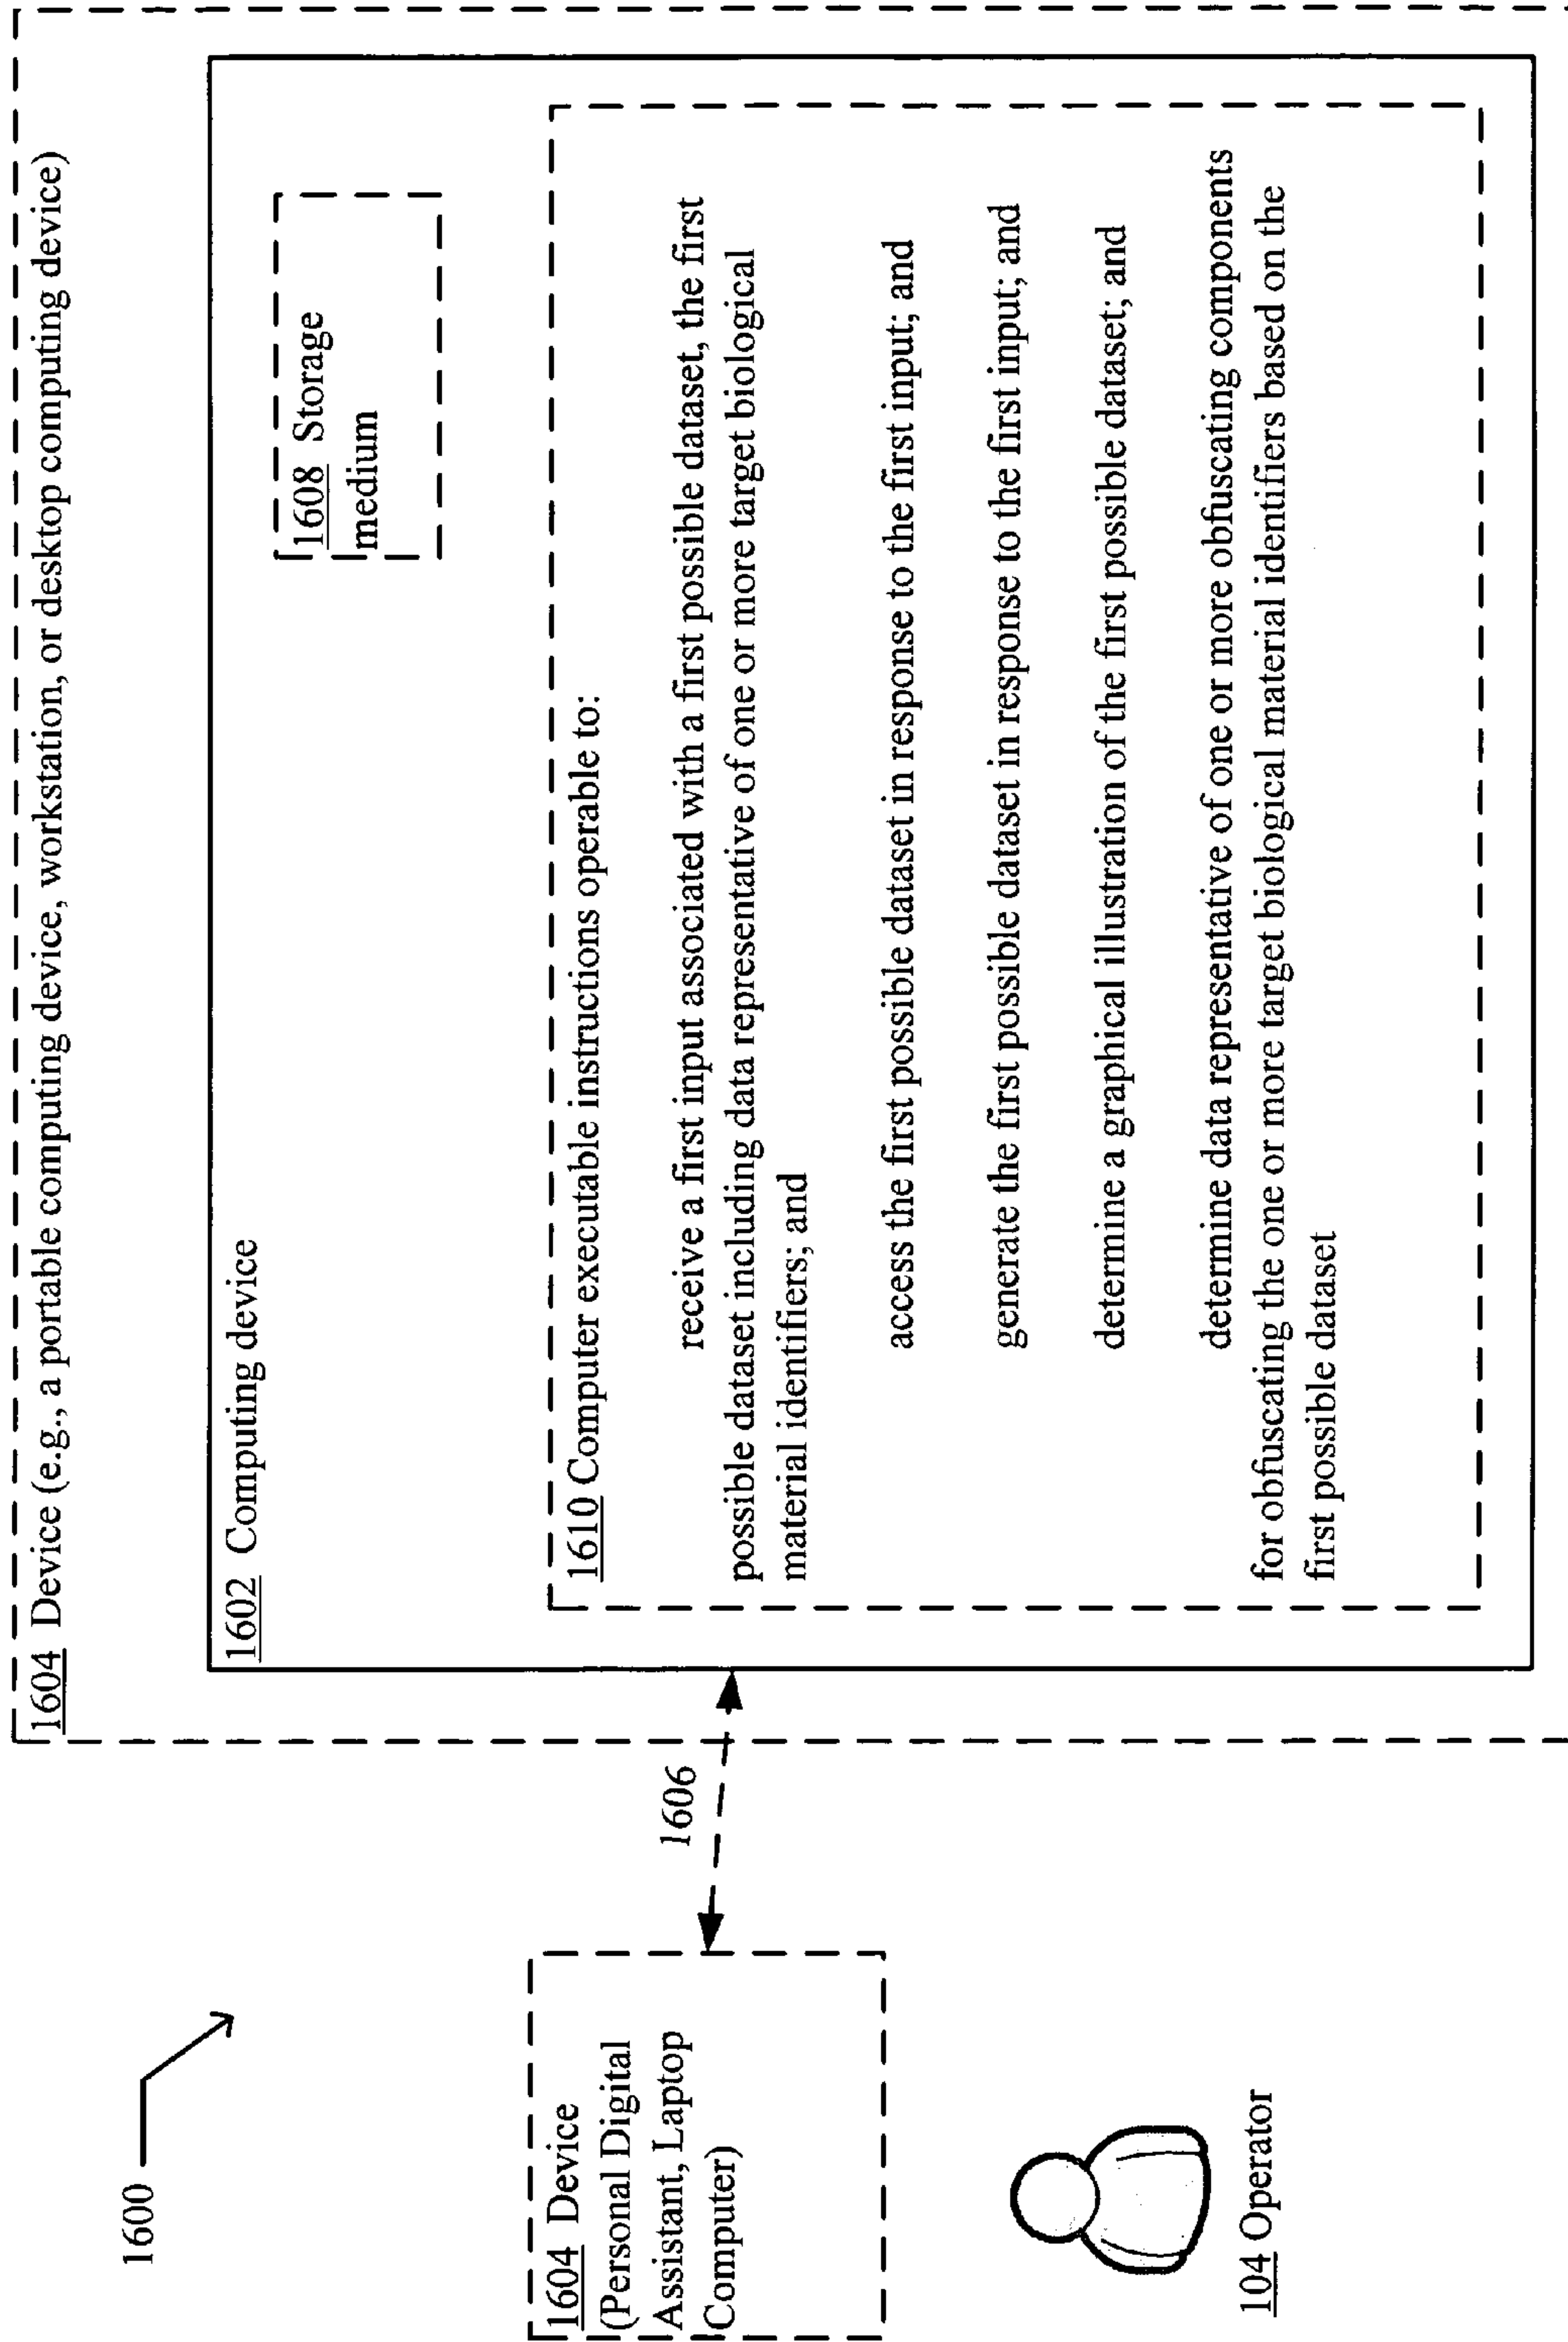 1600
1604 Device (e.g., a portable computing device, workstation, or desktop computing device)
1602 Computing device
1608 Storage
medium
1604 Device
(Personal Digital
Assistant, Laptop
Computer)
1606
1610 Computer executable instructions operable to:
receive a first input associated with a first possible dataset, the first
possible dataset including data representative of one or more target biological
material identifiers; and
access the first possible dataset in response to the first input; and
generate the first possible dataset in response to the first input; and
determine a graphical illustration of the first possible dataset; and
determine data representative of one or more obfuscating components
for obfuscating the one or more target biological material identifiers based on the
first possible dataset
104 Operator